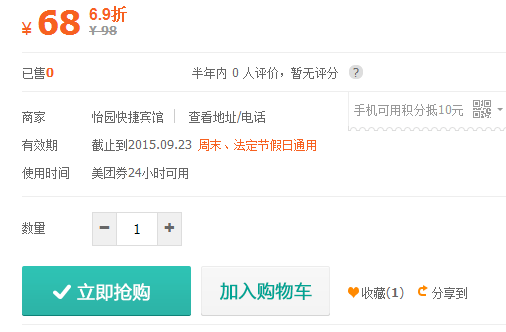 ¥68 6.9折
¥98
已售0 半年内 0 人评价，暂无评分 ?
商家 怡园快捷宾馆 查看地址/电话 手机可用积分抵10元
有效期 截止到2015.09.23 周末、法定节假日通用
使用时间 美团券24小时可用
数量 － 1 +
立即抢购 加入购物车 收藏(1) 分享到